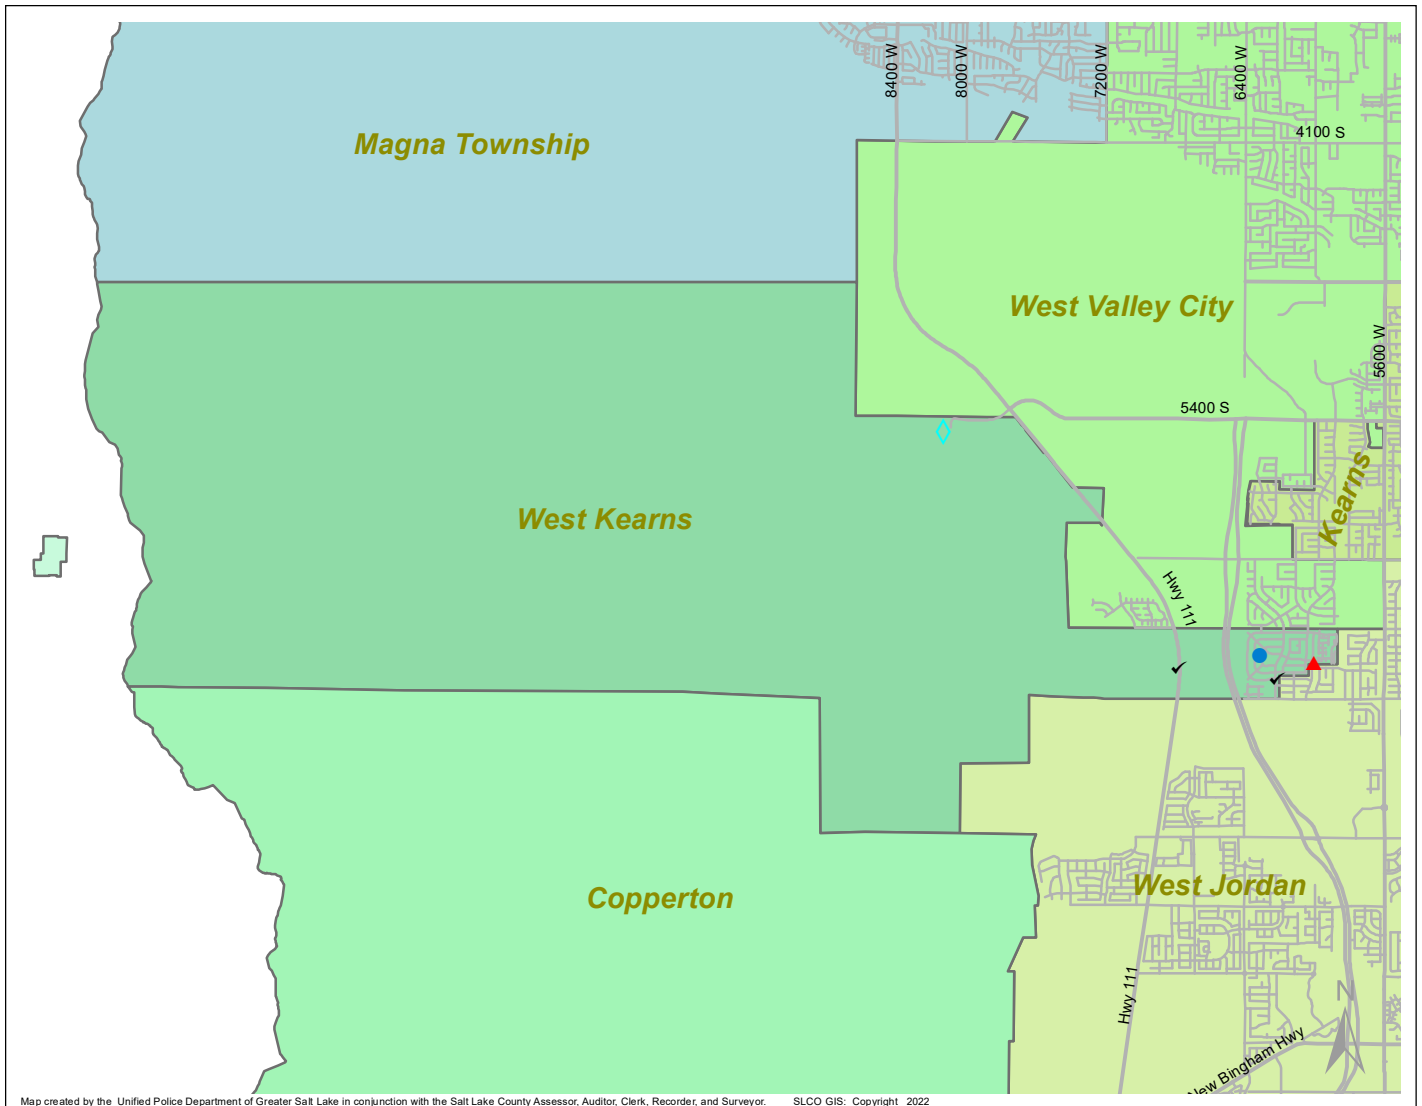 8400 W
8000 W
7200 W
6400 W
4100 S
Magna Township
West Valley City
5600 W
5400 S
Kearns
West Kearns
Hwy 111
Copperton
West Jordan
Hwy 111
N
New Bingham Hwy
Map created by the Unified Police Department of Greater Salt Lake in conjunction with the Salt Lake County Assessor, Auditor, Clerk, Recorder, and Surveyor. SLCO GIS: Copyright 2022